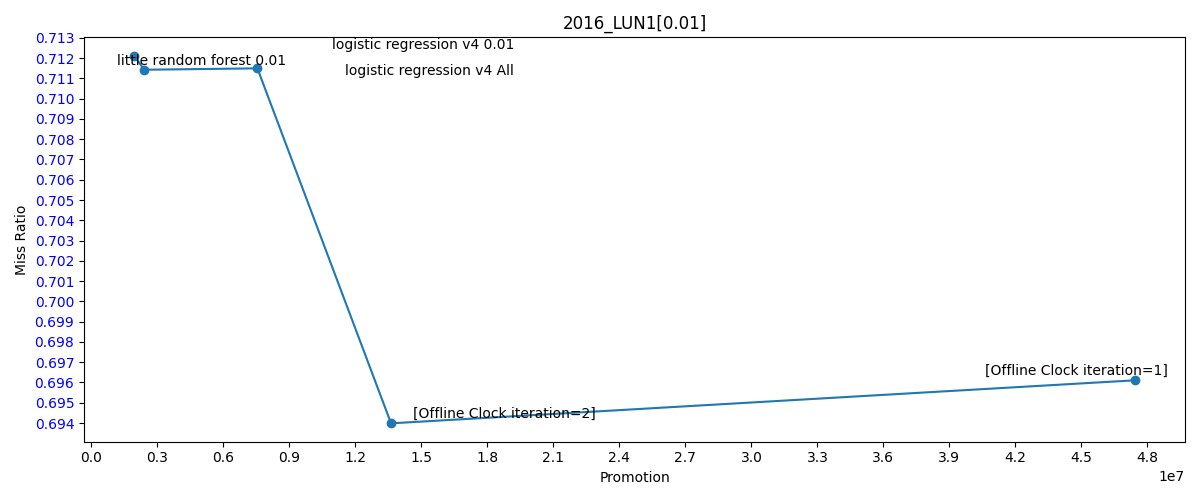 2016_LUN1[0.01]
0.713
0.712
0.711
0.710
0.709
0.708
0.707
0.706
0.705
0.704
0.703
0.702
0.701
0.700
0.699
0.698
0.697
0.696
0.695
0.694
Miss Ratio
logistic regression v4 0.01
little random forest 0.01
logistic regression v4 All
[Offline Clock iteration=1]
[Offline Clock iteration=2]
0.0 0.3 0.6 0.9 1.2 1.5 1.8 2.1 2.4 2.7 3.0 3.3 3.6 3.9 4.2 4.5 4.8
1e7
Promotion